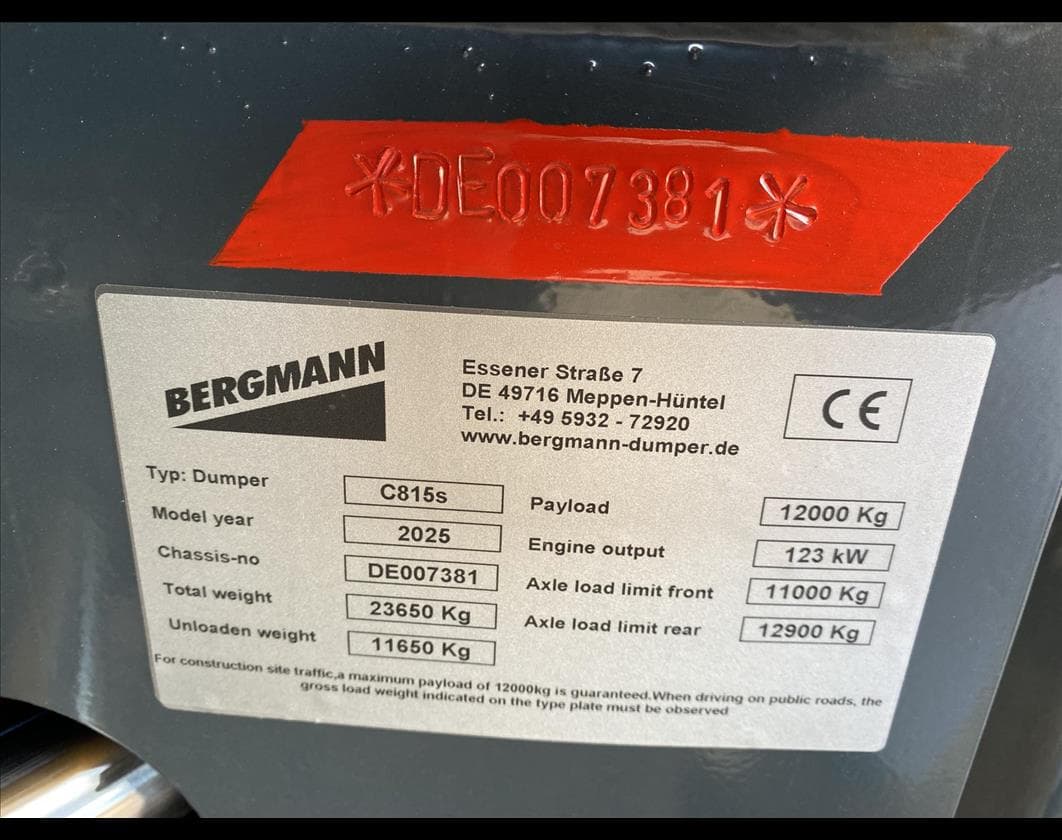 *DE007381*
BERGMANN
Essener Straße 7
DE 49716 Meppen-Hüntel
Tel.: +49 5932 - 72920
www.bergmann-dumper.de
CE
Typ: Dumper C815s
Model year 2025
Chassis-no DE007381
Total weight 23650 Kg
Unloaden weight 11650 Kg
Payload 12000 Kg
Engine output 123 kW
Axle load limit front 11000 Kg
Axle load limit rear 12900 Kg
For construction site traffic,a maximum payload of 12000kg is guaranteed.When driving on public roads, the
gross load weight indicated on the type plate must be observed